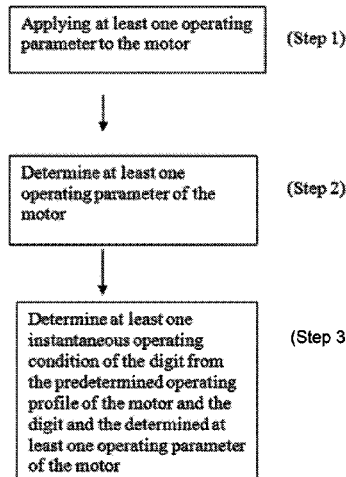 Applying at least one operating
parameter to the motor
(Step 1)
Determine at least one
operating parameter of the
motor
(Step 2)
Determine at least one
instantaneous operating
condition of the digit from
the predetermined operating
profile of the motor and the
digit and the determined at
least one operating parameter
of the motor
(Step 3